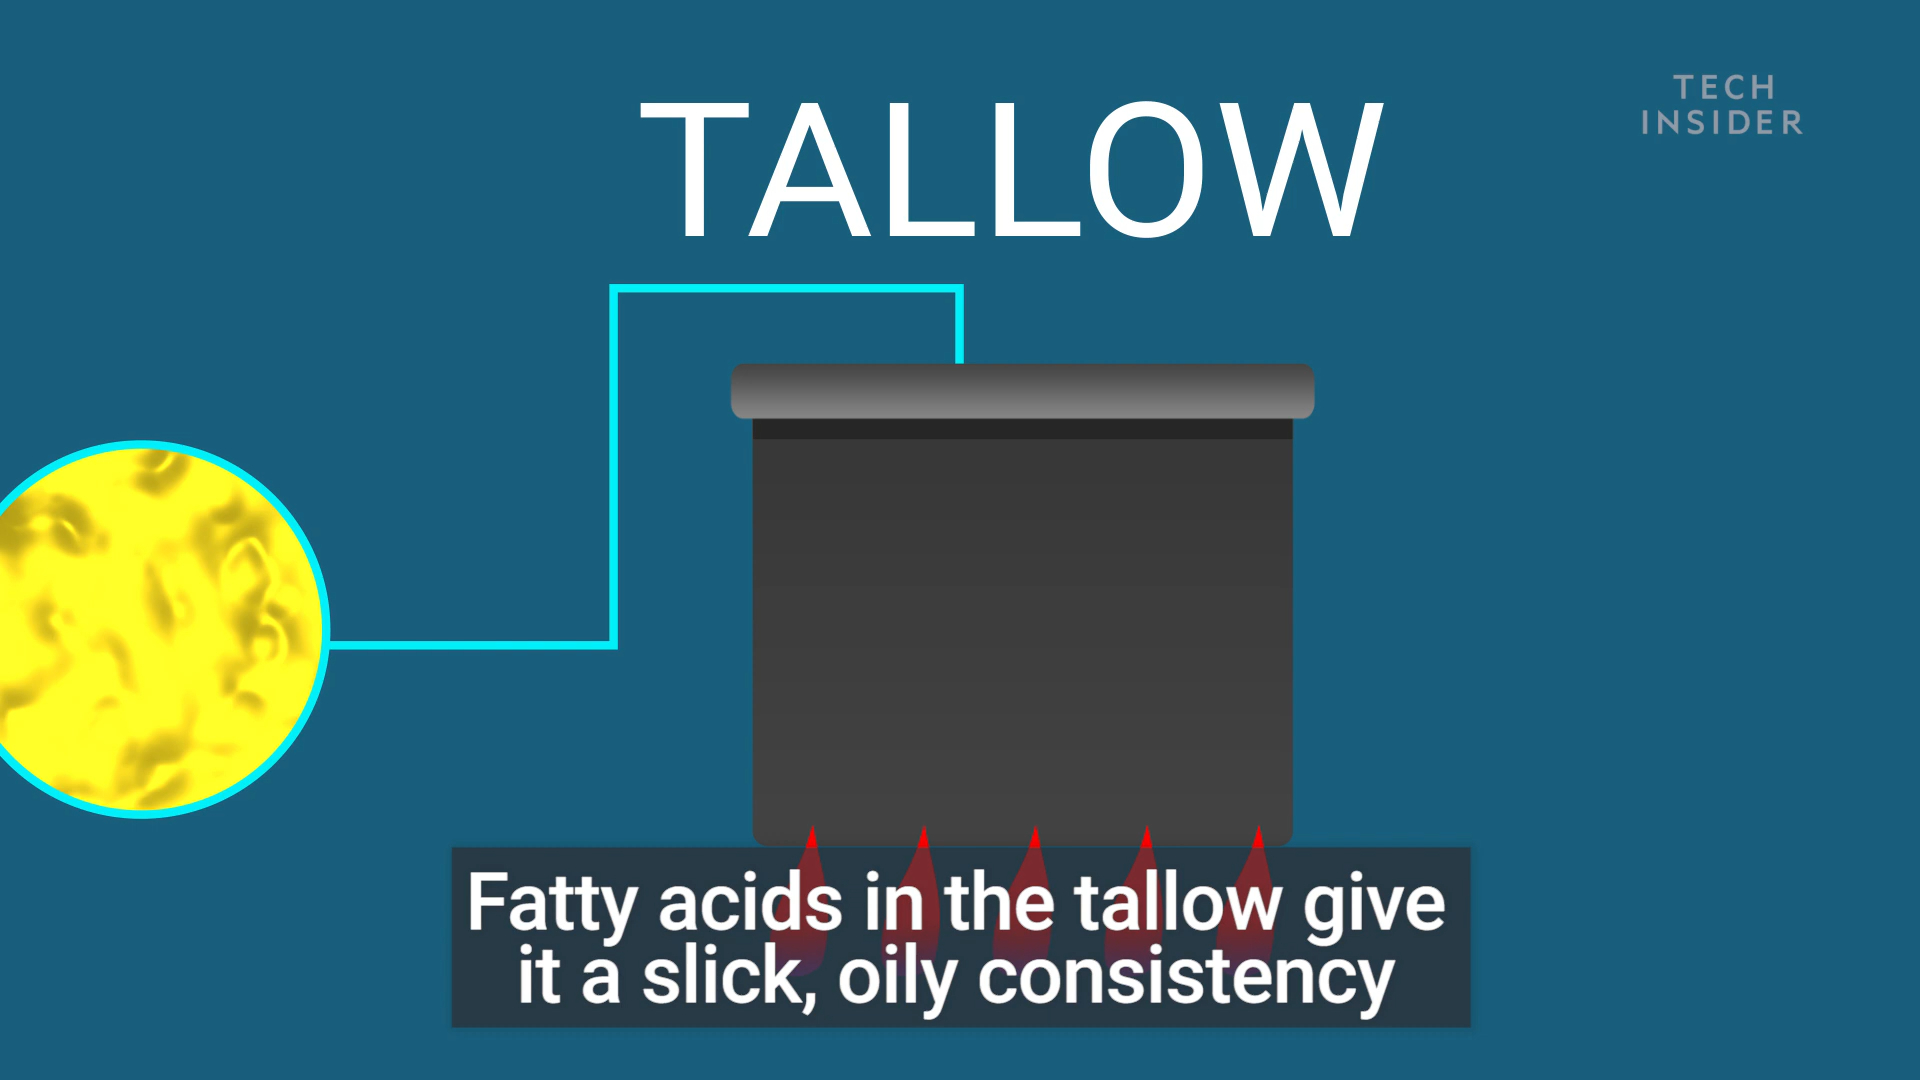 TALLOW
TECH
INSIDER
Fatty acids in the tallow give
it a slick, oily consistency